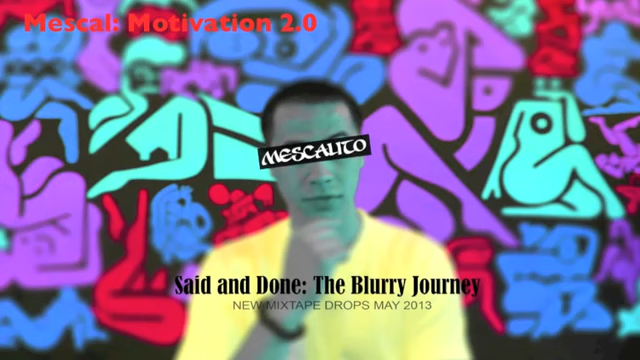 Mescal: Motivation 2.0
MESCALITO
Said and Done: The Blurry Journey
NEW MIXTAPE DROPS MAY 2013